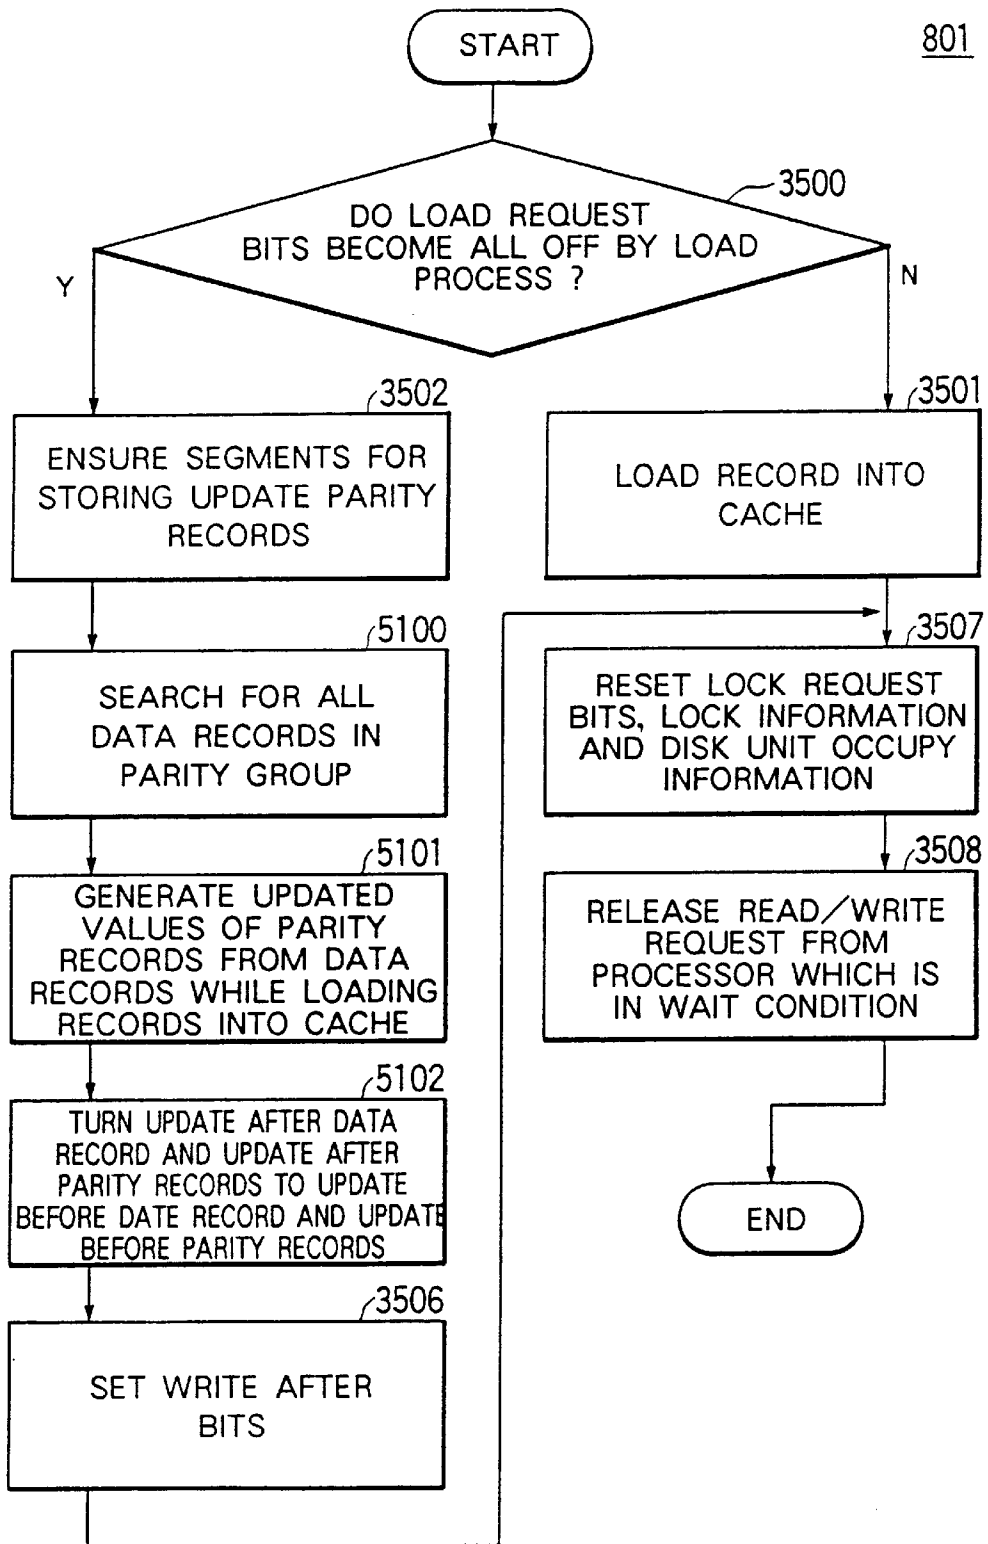 START
801
3500
DO LOAD REQUEST
BITS BECOME ALL OFF BY LOAD
PROCESS ?
Y
N
3502
ENSURE SEGMENTS FOR
STORING UPDATE PARITY
RECORDS
5100
SEARCH FOR ALL
DATA RECORDS IN
PARITY GROUP
5101
GENERATE UPDATED
VALUES OF PARITY
RECORDS FROM DATA
RECORDS WHILE LOADING
RECORDS INTO CACHE
5102
TURN UPDATE AFTER DATA
RECORD AND UPDATE AFTER
PARITY RECORDS TO UPDATE
BEFORE DATE RECORD AND UPDATE
BEFORE PARITY RECORDS
3506
SET WRITE AFTER
BITS
3501
LOAD RECORD INTO
CACHE
3507
RESET LOCK REQUEST
BITS, LOCK INFORMATION
AND DISK UNIT OCCUPY
INFORMATION
3508
RELEASE READ/WRITE
REQUEST FROM
PROCESSOR WHICH IS
IN WAIT CONDITION
END